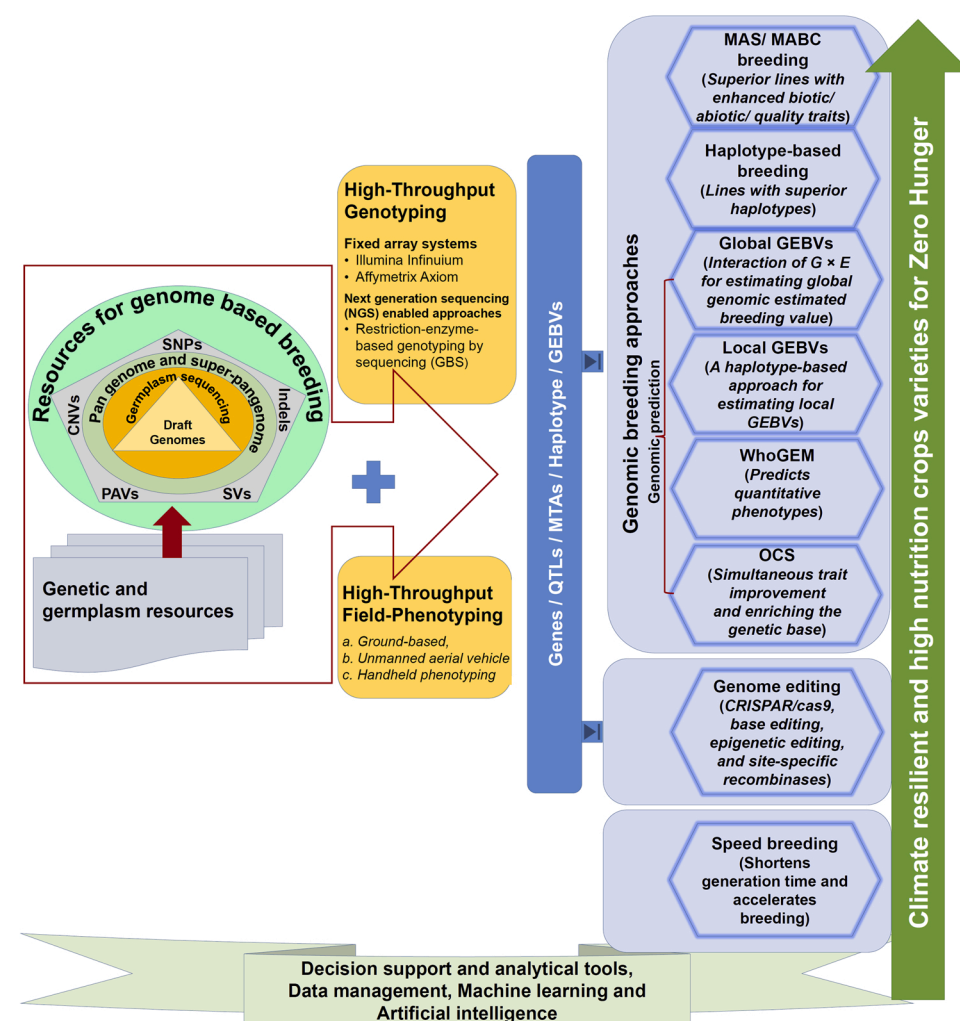 Resources for genome based breeding
SNPs
Indels
SVs
PAVs
CNVs
Pan genome and super-pangenome
Germplasm sequencing
Draft
Genomes
Genetic and
germplasm resources
High-Throughput
Genotyping
Fixed array systems
• Illumina Infinuium
• Affymetrix Axiom
Next generation sequencing
(NGS) enabled approaches
• Restriction-enzyme-
based genotyping by
sequencing (GBS)
High-Throughput
Field-Phenotyping
a. Ground-based,
b. Unmanned aerial vehicle
c. Handheld phenotyping
Genes / QTLs / MTAs / Haplotype / GEBVs
Genomic breeding approaches
Genomic prediction
MAS/ MABC
breeding
(Superior lines with
enhanced biotic/
abiotic/ quality traits)
Haplotype-based
breeding
(Lines with superior
haplotypes)
Global GEBVs
(Interaction of G × E
for estimating global
genomic estimated
breeding value)
Local GEBVs
(A haplotype-based
approach for
estimating local
GEBVs)
WhoGEM
(Predicts
quantitative
phenotypes)
OCS
(Simultaneous trait
improvement
and enriching the
genetic base)
Genome editing
(CRISPAR/cas9,
base editing,
epigenetic editing,
and site-specific
recombinases)
Speed breeding
(Shortens
generation time and
accelerates
breeding)
Climate resilient and high nutrition crops varieties for Zero Hunger
Decision support and analytical tools,
Data management, Machine learning and
Artificial intelligence